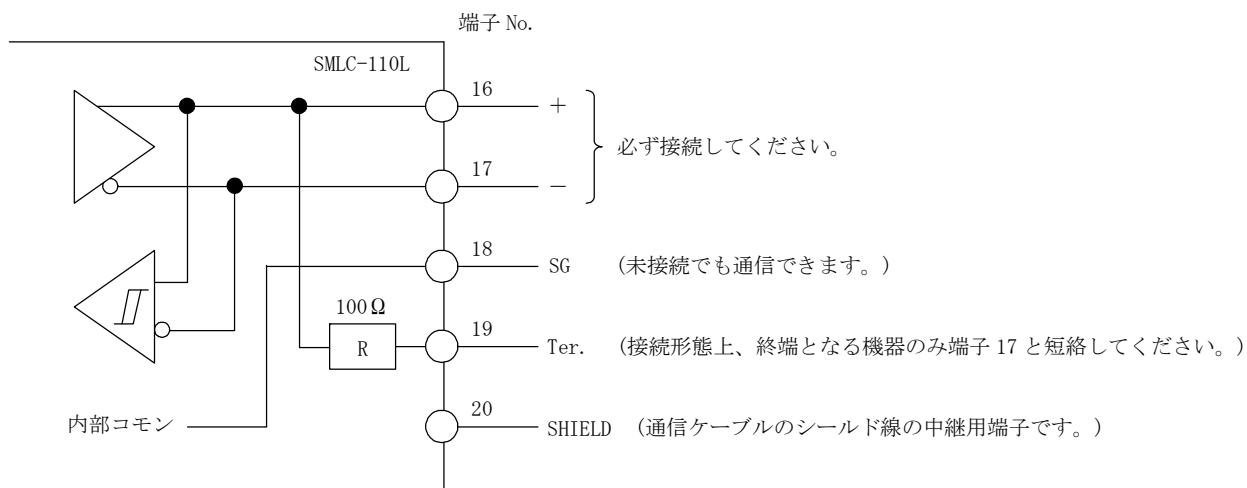 端子 No.
SMLC-110L
16
+
必ず接続してください。
17
-
18
SG (未接続でも通信できます。)
100Ω
19
R
Ter. (接続形態上、終端となる機器のみ端子 17 と短絡してください。)
20
内部コモン
SHIELD (通信ケーブルのシールド線の中継用端子です。)